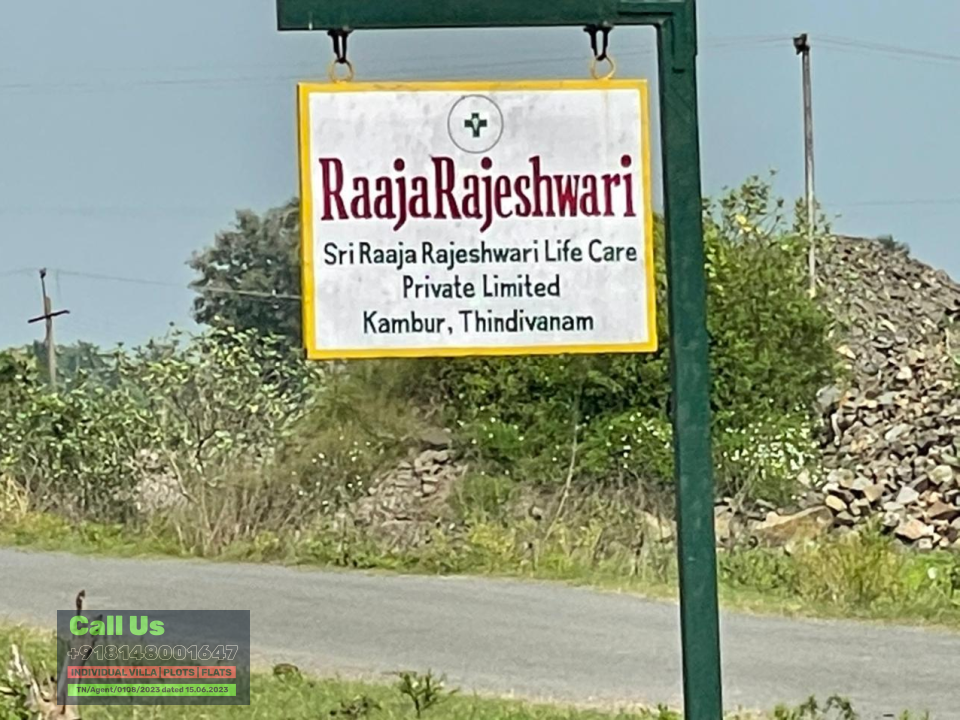 RaajaRajeshwari
Sri Raaja Rajeshwari Life Care
Private Limited
Kambur, Thindivanam
Call Us
+918148001647
INDIVIDUAL VILLA | PLOTS | FLATS
TN/Agent/0108/2023 dated 15.06.2023